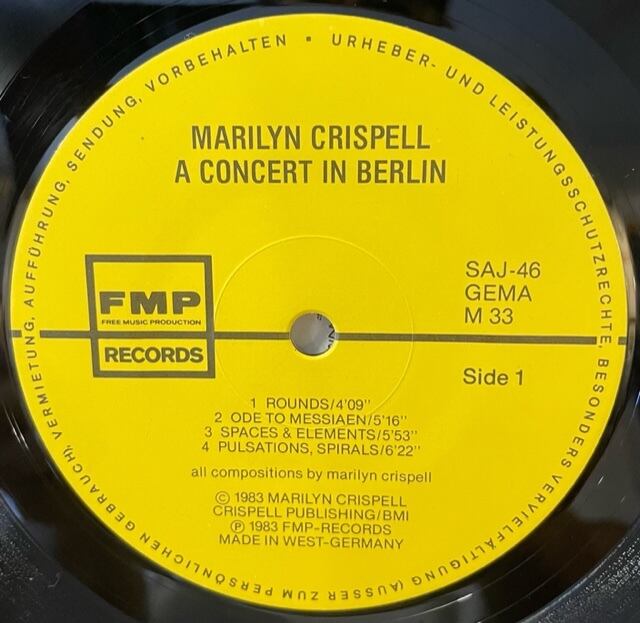 URHEBER- UND LEISTUNGSSCHUTZRECHTE, BESONDERS VERVIELFÄLTIGUNG (AUSSER ZUM PERSÖNLICHEN GEBRAUCH), VERMIETUNG, AUFFÜHRUNG, SENDUNG, VORBEHALTEN ▪
MARILYN CRISPELL
A CONCERT IN BERLIN
FMP
FREE MUSIC PRODUCTION
RECORDS
SAJ-46
GEMA
M 33
Side 1
1 ROUNDS/4'09"
2 ODE TO MESSIAEN/5'16"
3 SPACES & ELEMENTS/5'53"
4 PULSATIONS, SPIRALS/6'22"
all compositions by marilyn crispell
© 1983 MARILYN CRISPELL
CRISPELL PUBLISHING/BMI
℗ 1983 FMP-RECORDS
MADE IN WEST-GERMANY